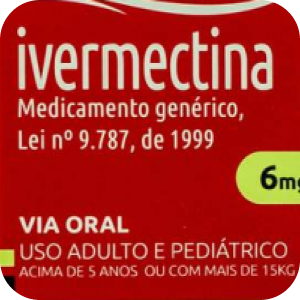 ivermectina
Medicamento genérico,
Lei nº 9.787, de 1999
6mg
VIA ORAL
USO ADULTO E PEDIÁTRICO
ACIMA DE 5 ANOS OU COM MAIS DE 15KG